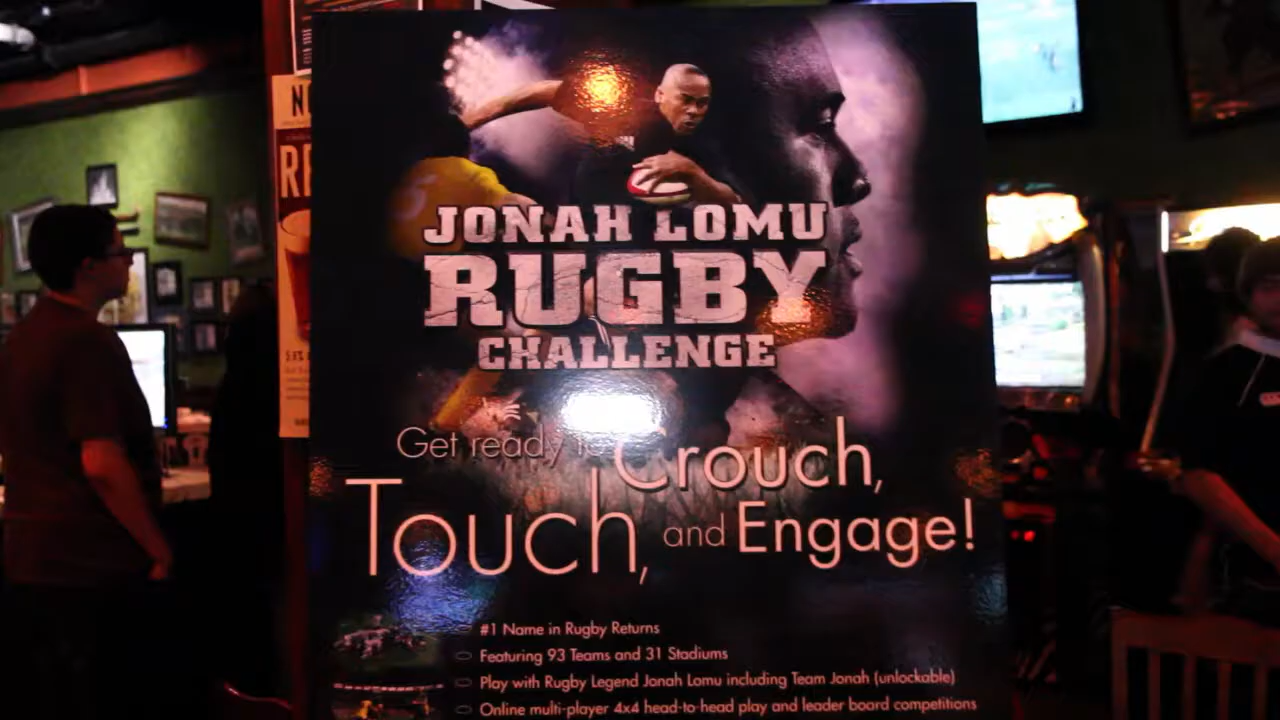 JONAH LOMU
RUGBY
CHALLENGE
Get ready to Crouch,
Touch, and Engage!
#1 Name in Rugby Returns
Featuring 93 Teams and 31 Stadiums
Play with Rugby Legend Jonah Lomu including Team Jonah (unlockable)
Online multi-player 4x4 head-to-head play and leader board competitions